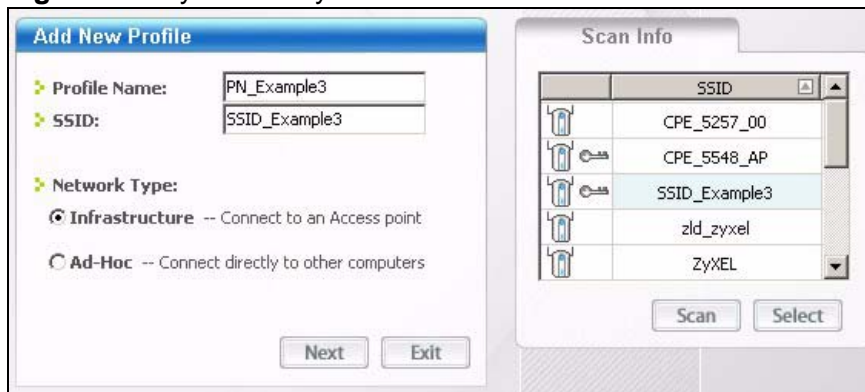 Add New Profile
Profile Name: PN_Example3
SSID: SSID_Example3
Network Type:
Infrastructure -- Connect to an Access point
Ad-Hoc -- Connect directly to other computers
Next Exit
Scan Info
SSID
CPE_5257_00
CPE_5548_AP
SSID_Example3
zld_zyxel
ZyXEL
Scan Select